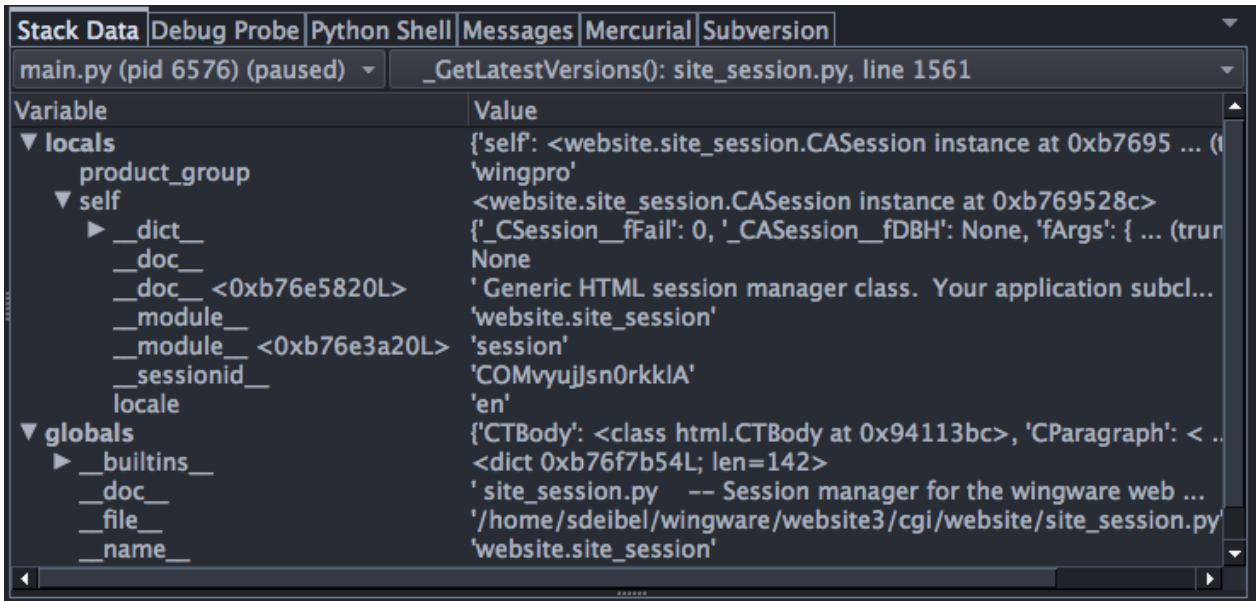 Stack Data Debug Probe Python Shell Messages Mercurial Subversion
main.py (pid 6576) (paused) _GetLatestVersions(): site_session.py, line 1561
Variable Value
locals {'self': <website.site_session.CASession instance at 0xb7695 ... (t
product_group 'wingpro'
self <website.site_session.CASession instance at 0xb769528c>
__dict__ {'_CSession__fFail': 0, '_CASession__fDBH': None, 'fArgs': { ... (trun
__doc__ None
__doc__ <0xb76e5820L> ' Generic HTML session manager class.  Your application subcl...
__module__ 'website.site_session'
__module__ <0xb76e3a20L> 'session'
__sessionid__ 'COMvyujJsn0rkklA'
locale 'en'
globals {'CTBody': <class html.CTBody at 0x94113bc>, 'CParagraph': < ..
__builtins__ <dict 0xb76f7b54L; len=142>
__doc__ ' site_session.py   -- Session manager for the wingware web ...
__file__ '/home/sdeibel/wingware/website3/cgi/website/site_session.py'
__name__ 'website.site_session'